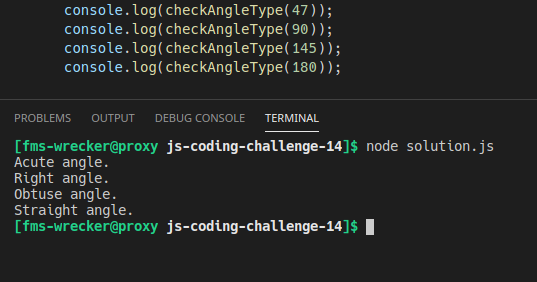 console.log(checkAngleType(47));
console.log(checkAngleType(90));
console.log(checkAngleType(145));
console.log(checkAngleType(180));
PROBLEMS OUTPUT DEBUG CONSOLE TERMINAL
[fms-wrecker@proxy js-coding-challenge-14]$ node solution.js
Acute angle.
Right angle.
Obtuse angle.
Straight angle.
[fms-wrecker@proxy js-coding-challenge-14]$